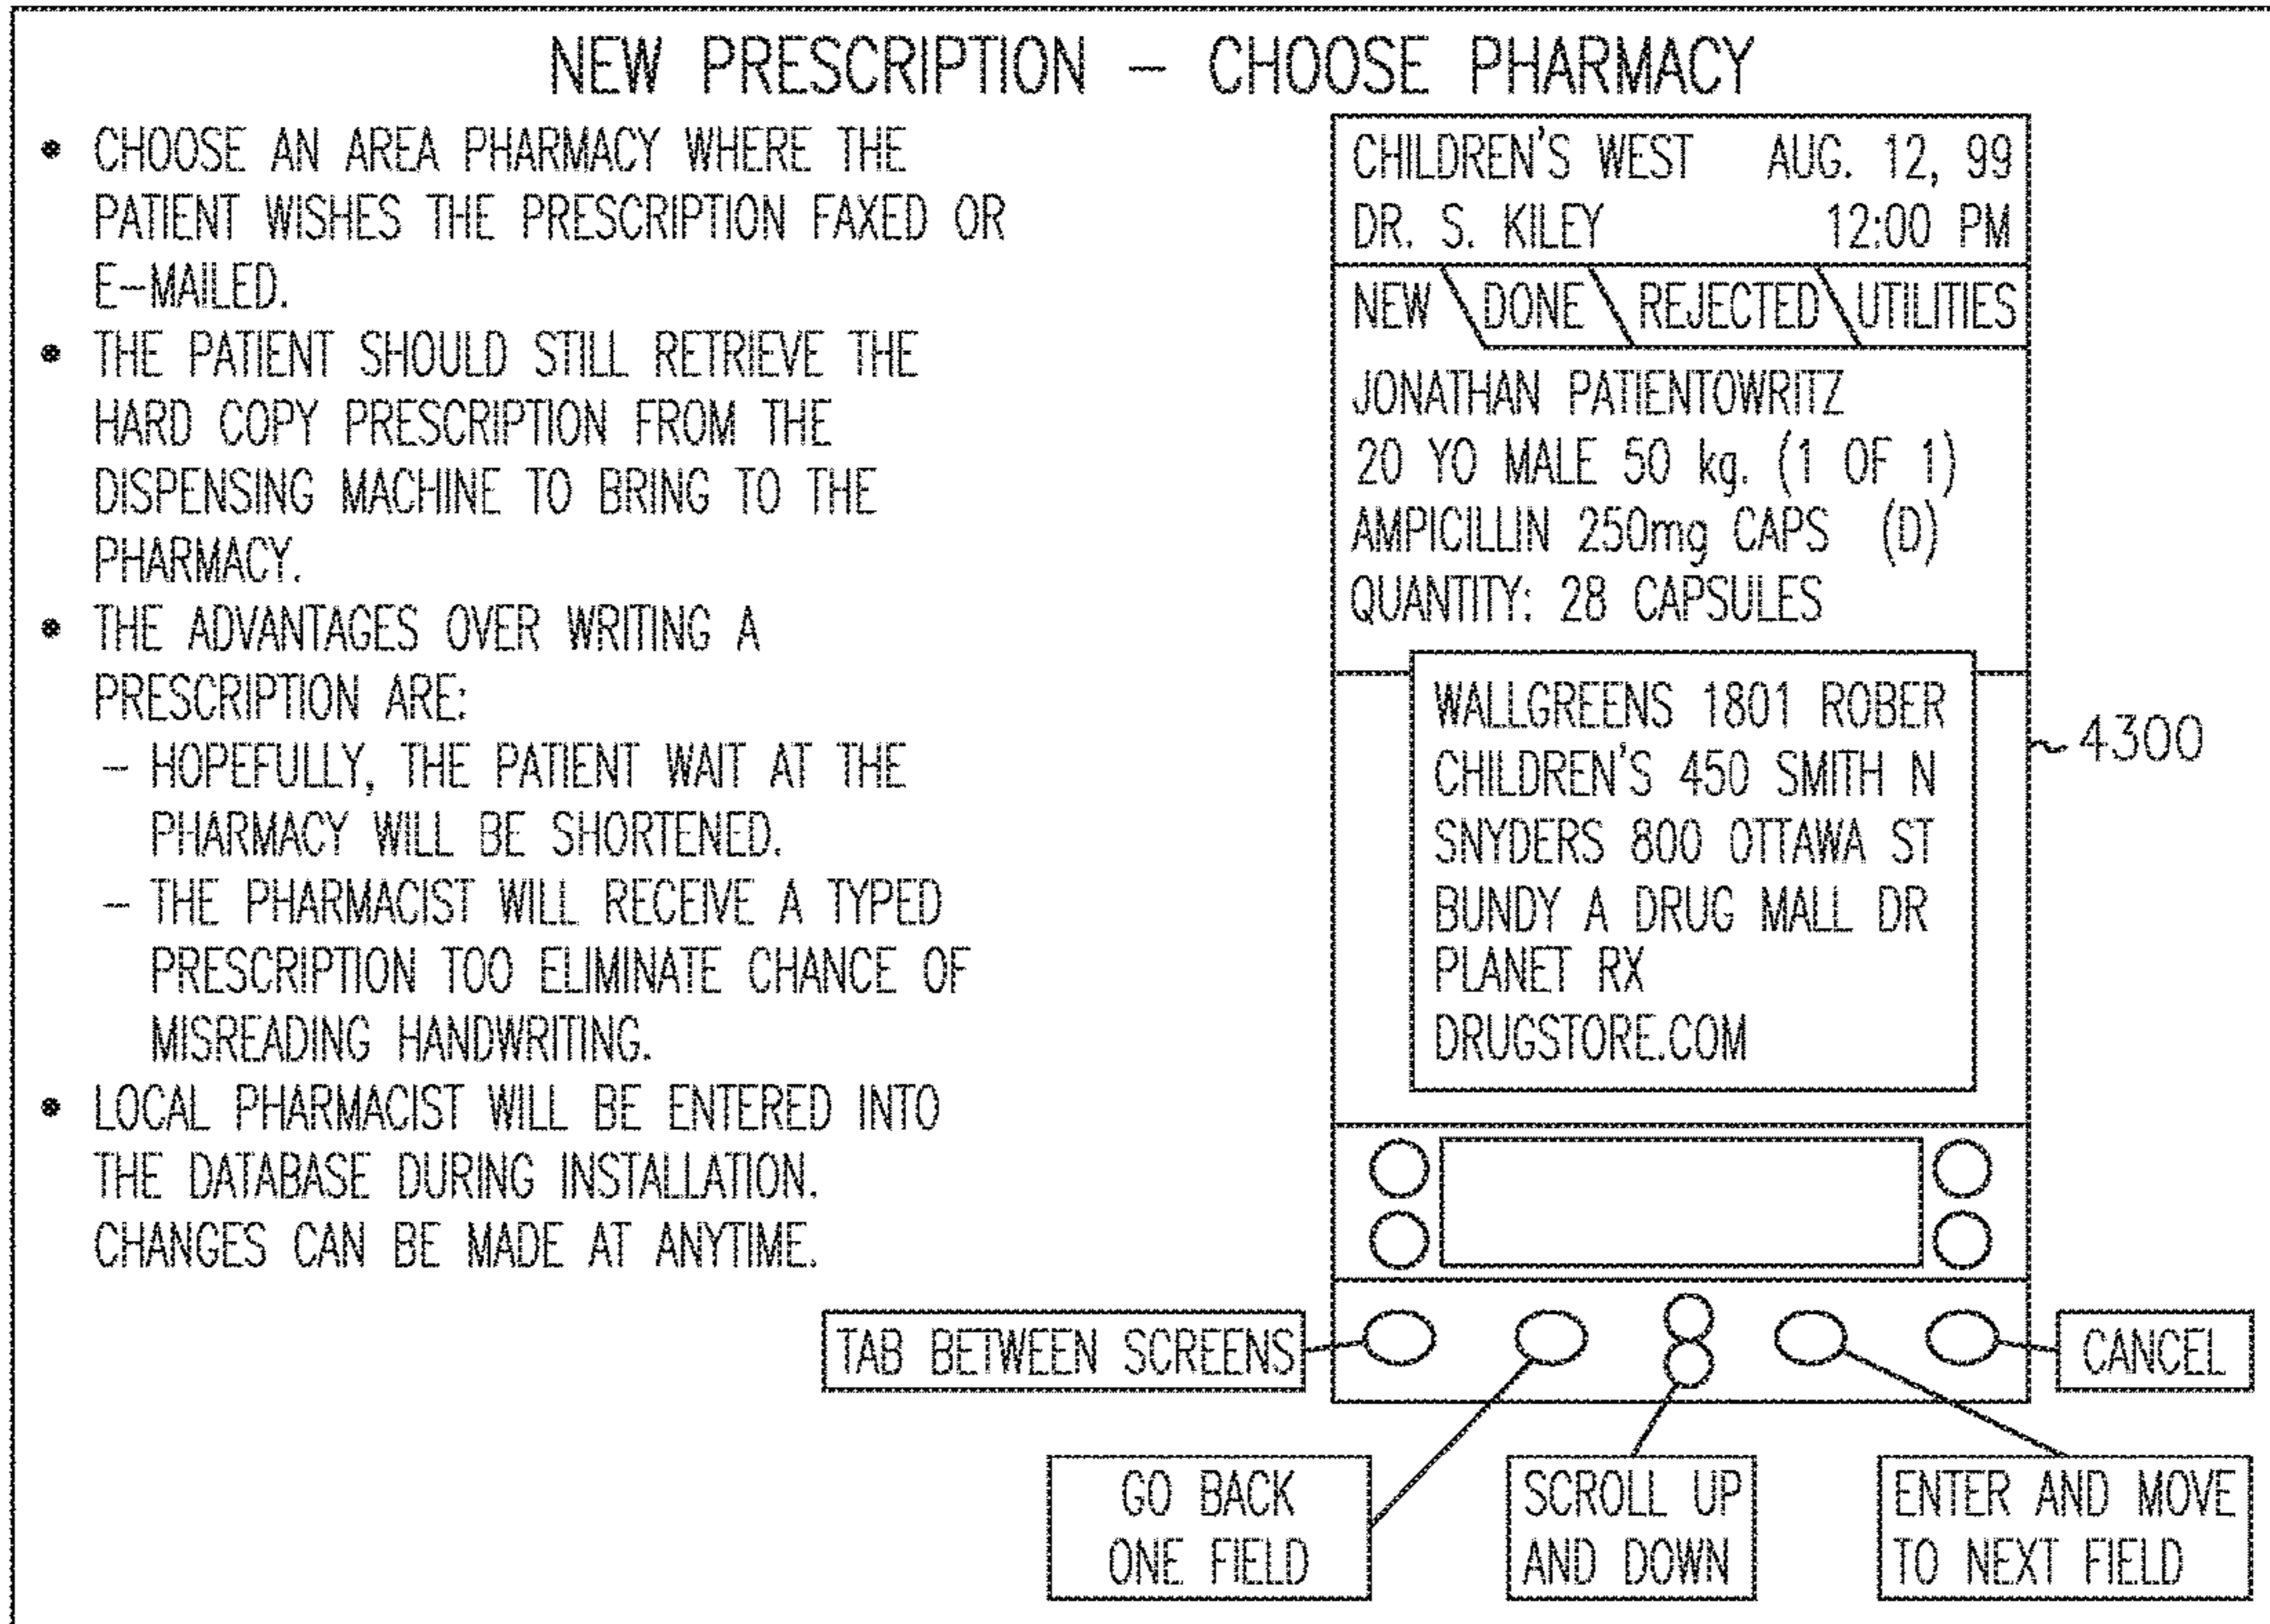 NEW PRESCRIPTION – CHOOSE PHARMACY
• CHOOSE AN AREA PHARMACY WHERE THE
PATIENT WISHES THE PRESCRIPTION FAXED OR
E–MAILED.
• THE PATIENT SHOULD STILL RETRIEVE THE
HARD COPY PRESCRIPTION FROM THE
DISPENSING MACHINE TO BRING TO THE
PHARMACY.
• THE ADVANTAGES OVER WRITING A
PRESCRIPTION ARE:
– HOPEFULLY, THE PATIENT WAIT AT THE
PHARMACY WILL BE SHORTENED.
– THE PHARMACIST WILL RECEIVE A TYPED
PRESCRIPTION TOO ELIMINATE CHANCE OF
MISREADING HANDWRITING.
• LOCAL PHARMACIST WILL BE ENTERED INTO
THE DATABASE DURING INSTALLATION.
CHANGES CAN BE MADE AT ANYTIME.
CHILDREN'S WEST AUG. 12, 99
DR. S. KILEY 12:00 PM
NEW DONE REJECTED UTILITIES
JONATHAN PATIENTOWRITZ
20 YO MALE 50 kg. (1 OF 1)
AMPICILLIN 250mg CAPS (D)
QUANTITY: 28 CAPSULES
WALLGREENS 1801 ROBER
CHILDREN'S 450 SMITH N
SNYDERS 800 OTTAWA ST
BUNDY A DRUG MALL DR
PLANET RX
DRUGSTORE.COM
4300
TAB BETWEEN SCREENS
CANCEL
GO BACK
ONE FIELD
SCROLL UP
AND DOWN
ENTER AND MOVE
TO NEXT FIELD